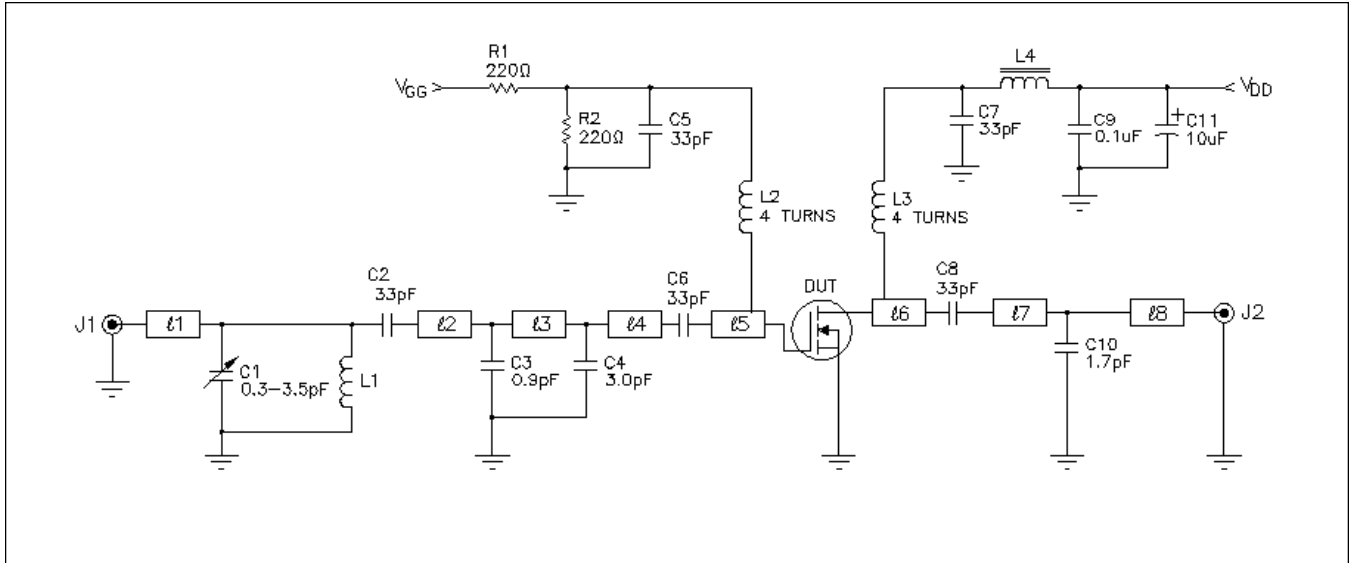 R1
220Ω
VGG
R2
220Ω
C5
33pF
L2
4 TURNS
L4
VDD
C7
33pF
C9
0.1uF
+
C11
10uF
L3
4 TURNS
J1
ℓ1
C1
0.3-3.5pF
L1
C2
33pF
ℓ2
ℓ3
ℓ4
C3
0.9pF
C4
3.0pF
C6
33pF
ℓ5
DUT
ℓ6
C8
33pF
ℓ7
C10
1.7pF
ℓ8
J2